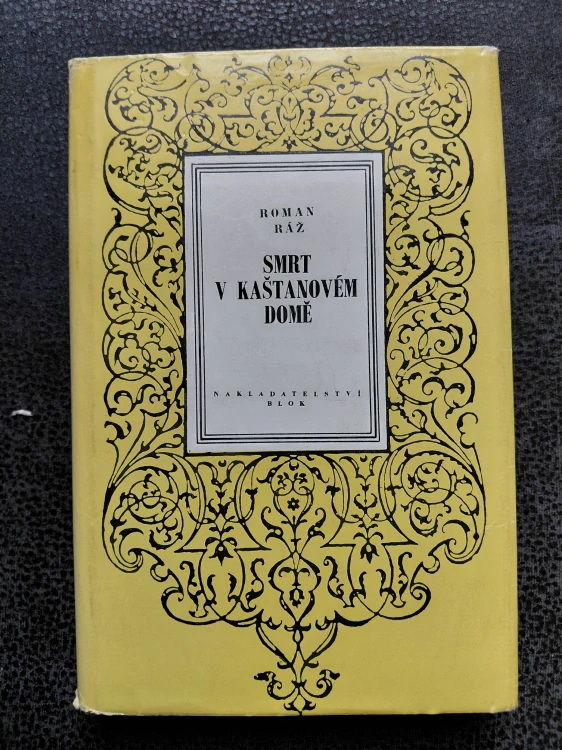 ROMAN
RÁŽ
SMRT
V KAŠTANOVÉM
DOMĚ
NAKLADATELSTVÍ
BLOK